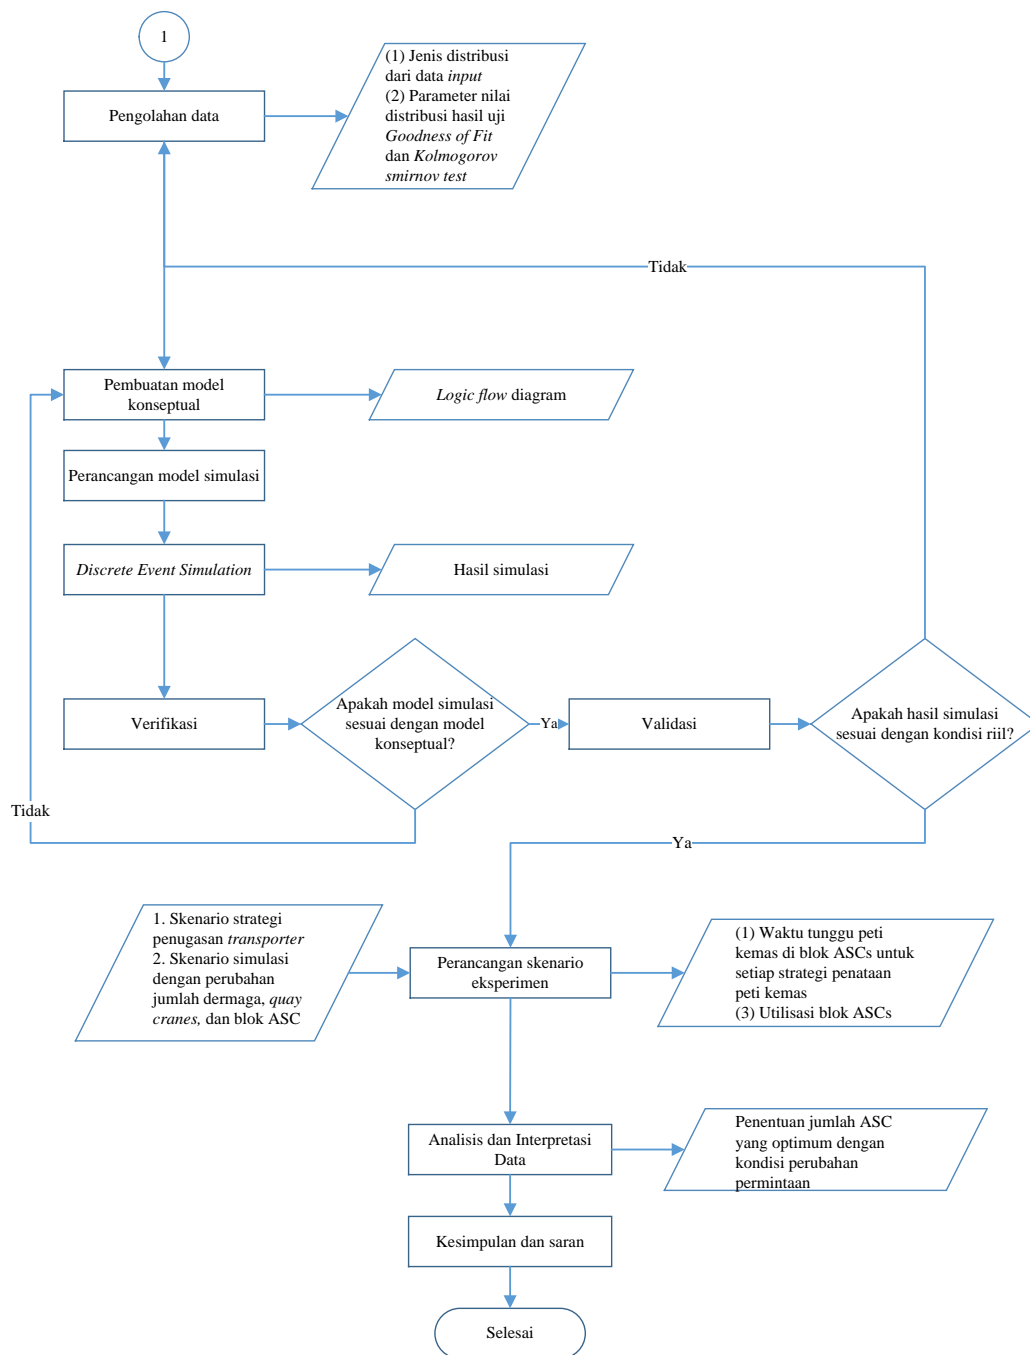 1
Pengolahan data
(1) Jenis distribusi
dari data input
(2) Parameter nilai
distribusi hasil uji
Goodness of Fit
dan Kolmogorov
smirnov test
Tidak
Pembuatan model
konseptual
Logic flow diagram
Perancangan model simulasi
Discrete Event Simulation
Hasil simulasi
Verifikasi
Apakah model simulasi
sesuai dengan model
konseptual?
Ya
Validasi
Apakah hasil simulasi
sesuai dengan kondisi riil?
Tidak
Ya
1. Skenario strategi
penugasan transporter
2. Skenario simulasi
dengan perubahan
jumlah dermaga, quay
cranes, dan blok ASC
Perancangan skenario
eksperimen
(1) Waktu tunggu peti
kemas di blok ASCs untuk
setiap strategi penataan
peti kemas
(3) Utilisasi blok ASCs
Analisis dan Interpretasi
Data
Penentuan jumlah ASC
yang optimum dengan
kondisi perubahan
permintaan
Kesimpulan dan saran
Selesai